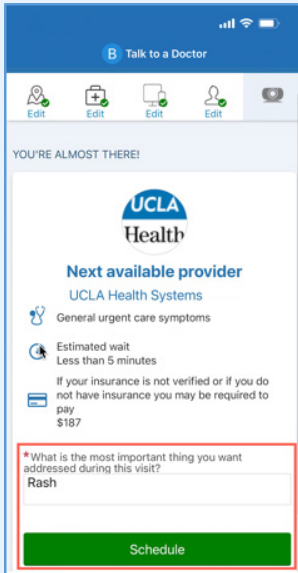 B Talk to a Doctor
Edit Edit Edit Edit
YOU'RE ALMOST THERE!
UCLA
Health
Next available provider
UCLA Health Systems
General urgent care symptoms
Estimated wait
Less than 5 minutes
If your insurance is not verified or if you do
not have insurance you may be required to
pay
$187
*What is the most important thing you want
addressed during this visit?
Rash
Schedule